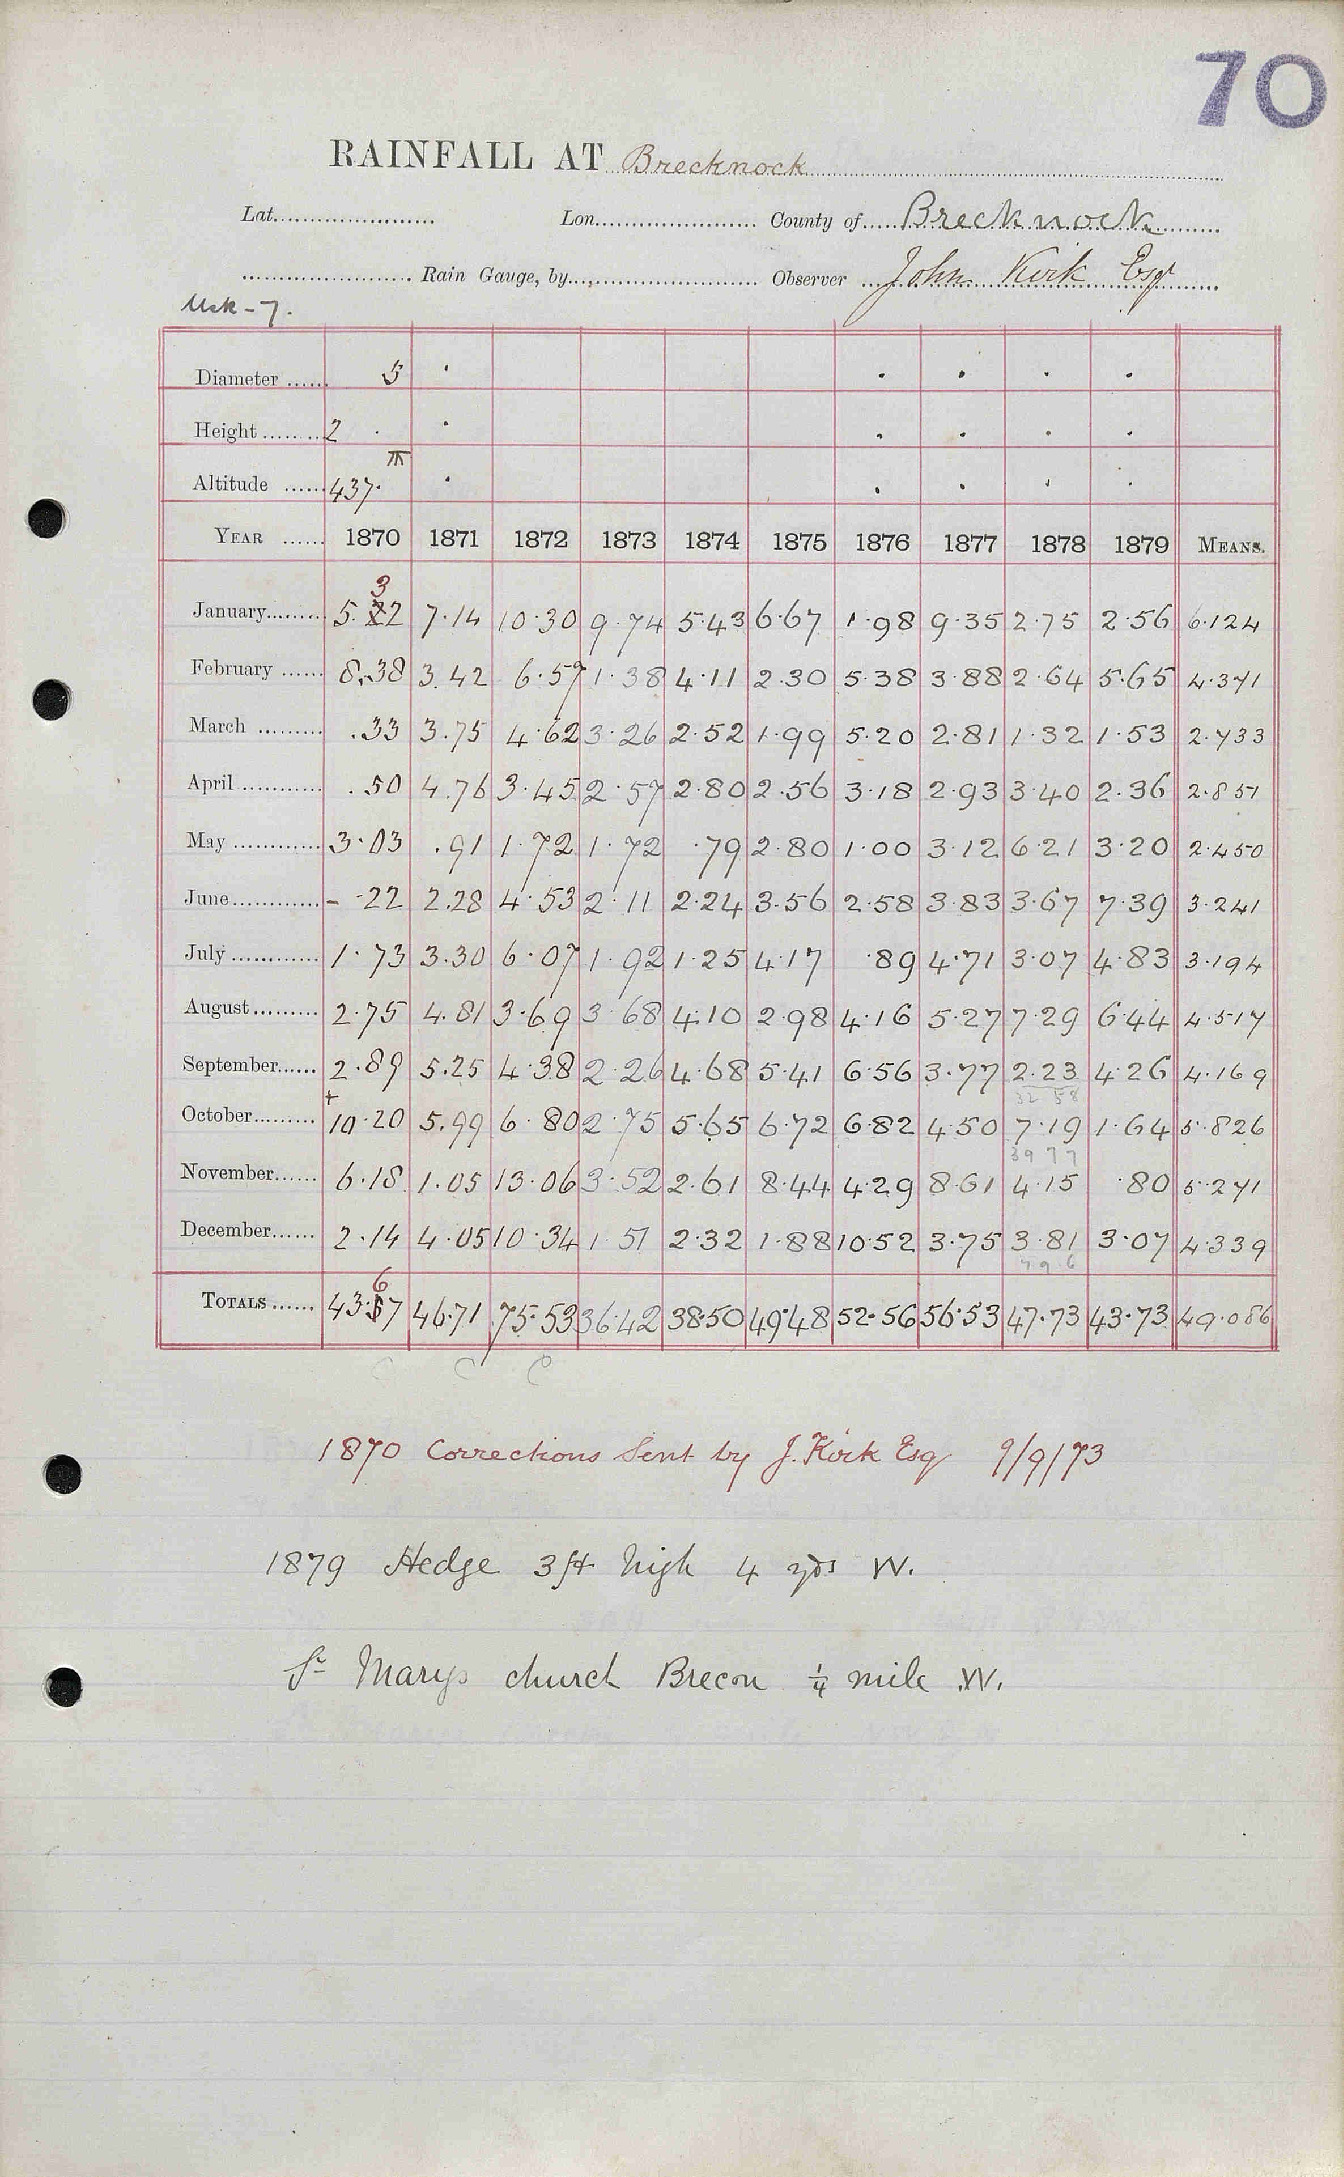 70
RAINFALL AT Brecknock
Lat. Lon. County of Brecknock
Rain Gauge, by Observer John Kirk Esq
Usk - 7.
Diameter 5
Height 2
Altitude 437
YEAR 1870 1871 1872 1873 1874 1875 1876 1877 1878 1879 MEANS.
3
January 5.22 7.14 10.30 9.74 5.43 6.67 1.98 9.35 2.75 2.56 6.124
February 8.38 3.42 6.57 1.38 4.11 2.30 5.38 3.88 2.64 5.65 4.371
March .33 3.75 4.62 3.26 2.52 1.99 5.20 2.81 1.32 1.53 2.733
April .50 4.76 3.45 2.57 2.80 2.56 3.18 2.93 3.40 2.36 2.851
May 3.03 .91 1.72 1.72 .79 2.80 1.00 3.12 6.21 3.20 2.450
June - .22 2.28 4.53 2.11 2.24 3.56 2.58 3.83 3.67 7.39 3.241
July 1.73 3.30 6.07 1.92 1.25 4.17 .89 4.71 3.07 4.83 3.194
August 2.75 4.81 3.69 3.68 4.10 2.98 4.16 5.27 7.29 6.44 4.517
September 2.89 5.25 4.38 2.26 4.68 5.41 6.56 3.77 2.23 4.26 4.169
32 58
October 10.20 5.99 6.80 2.75 5.65 6.72 6.82 4.50 7.19 1.64 5.826
39 77
November 6.18 1.05 13.06 3.52 2.61 8.44 4.29 8.61 4.15 .80 5.271
December 2.14 4.05 10.34 1.51 2.32 1.88 10.52 3.75 3.81 3.07 4.339
7 9 6
6
TOTALS 43.57 46.71 75.53 36.42 38.50 49.48 52.56 56.53 47.73 43.73 49.086
C C C
1870 Corrections Sent by J. Kirk Esq 9/9/73
1879 Hedge 3 ft high 4 yds W.
St Marys church Brecon ¼ mile W.